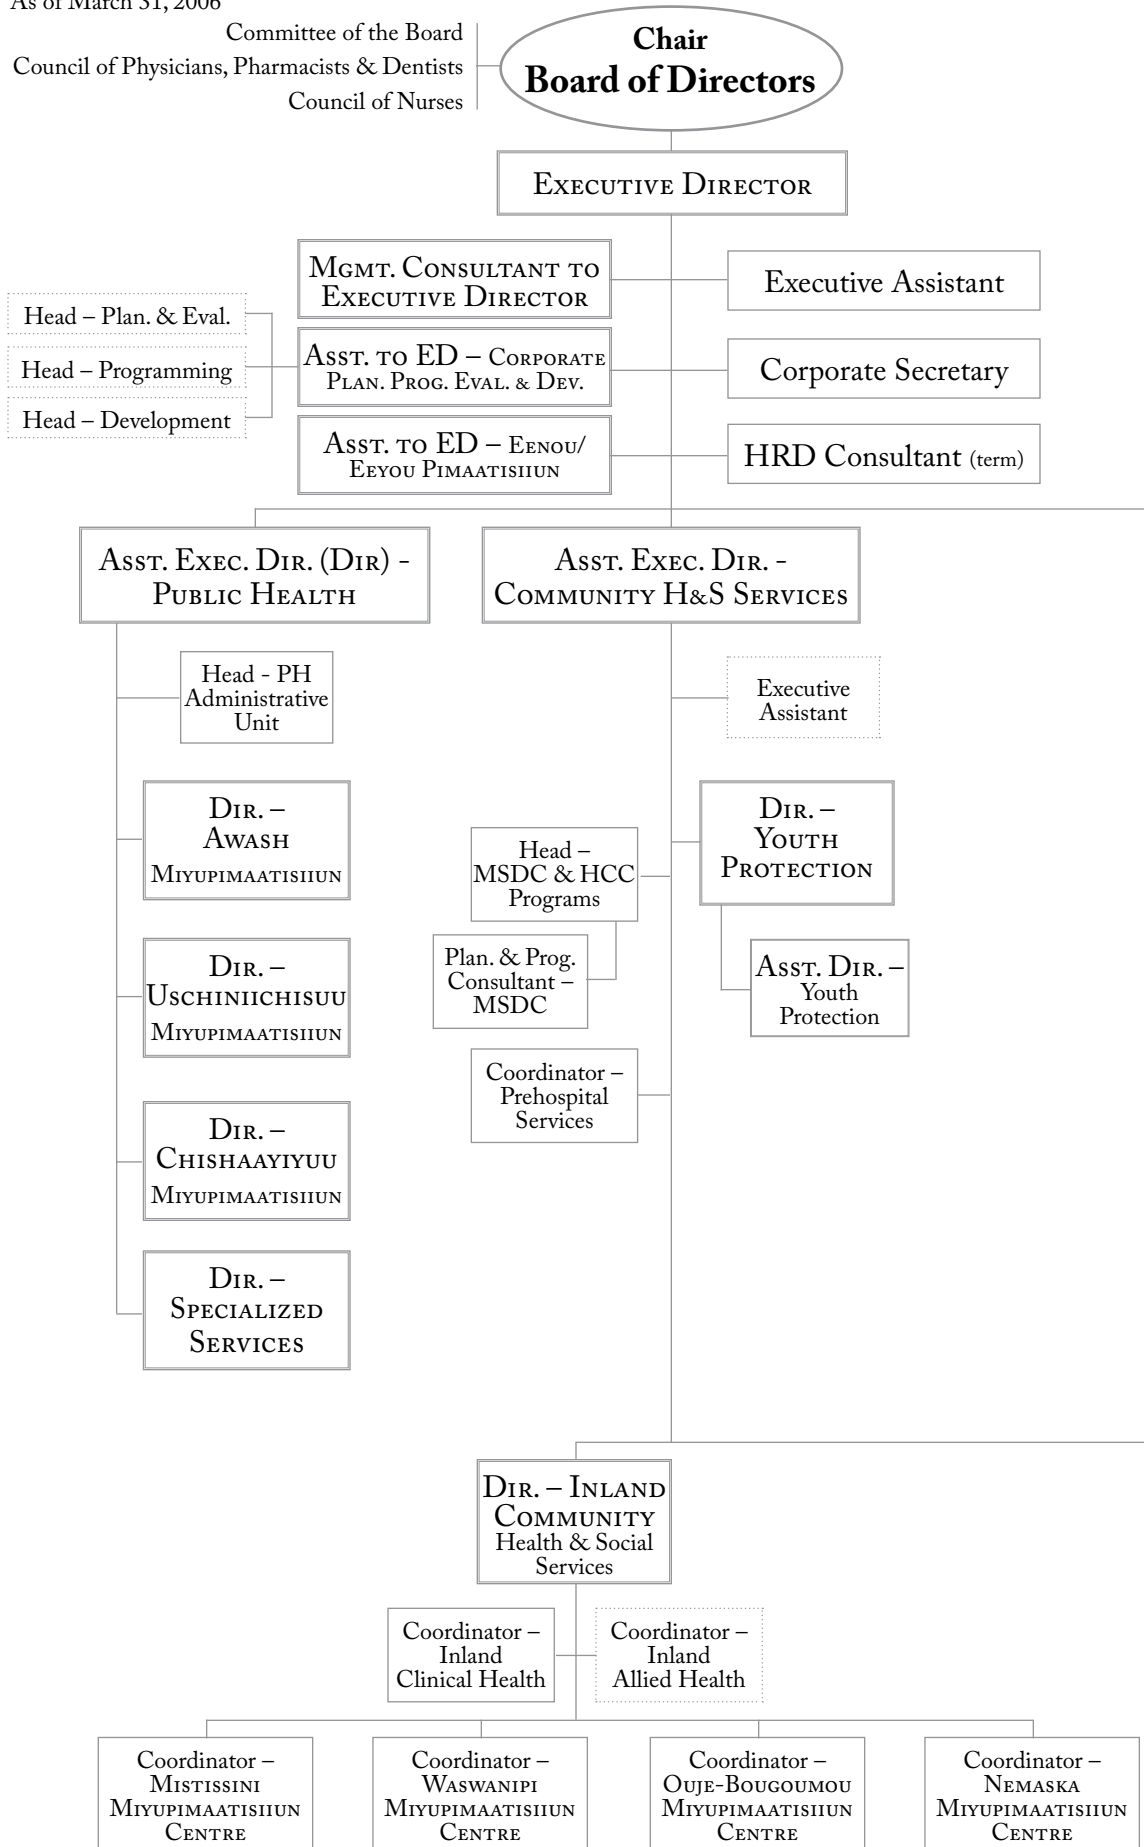 As of March 31, 2006
Committee of the Board
Council of Physicians, Pharmacists & Dentists
Council of Nurses
Chair
Board of Directors
Executive Director
Mgmt. Consultant to
Executive Director
Executive Assistant
Head – Plan. & Eval.
Head – Programming
Head – Development
Asst. to ED – Corporate
Plan. Prog. Eval. & Dev.
Corporate Secretary
Asst. to ED – Eenou/
Eeyou Pimaatisiiun
HRD Consultant (term)
Asst. Exec. Dir. (Dir) -
Public Health
Asst. Exec. Dir. -
Community H&S Services
Head - PH
Administrative
Unit
Executive
Assistant
Dir. –
Awash
Miyupimaatisiiun
Dir. –
Youth
Protection
Head –
MSDC & HCC
Programs
Plan. & Prog.
Consultant –
MSDC
Asst. Dir. –
Youth
Protection
Dir. –
Uschiniichisuu
Miyupimaatisiiun
Coordinator –
Prehospital
Services
Dir. –
Chishaayiyuu
Miyupimaatisiiun
Dir. –
Specialized
Services
Dir. – Inland
Community
Health & Social
Services
Coordinator –
Inland
Clinical Health
Coordinator –
Inland
Allied Health
Coordinator –
Mistissini
Miyupimaatisiiun
Centre
Coordinator –
Waswanipi
Miyupimaatisiiun
Centre
Coordinator –
Ouje-Bougoumou
Miyupimaatisiiun
Centre
Coordinator –
Nemaska
Miyupimaatisiiun
Centre